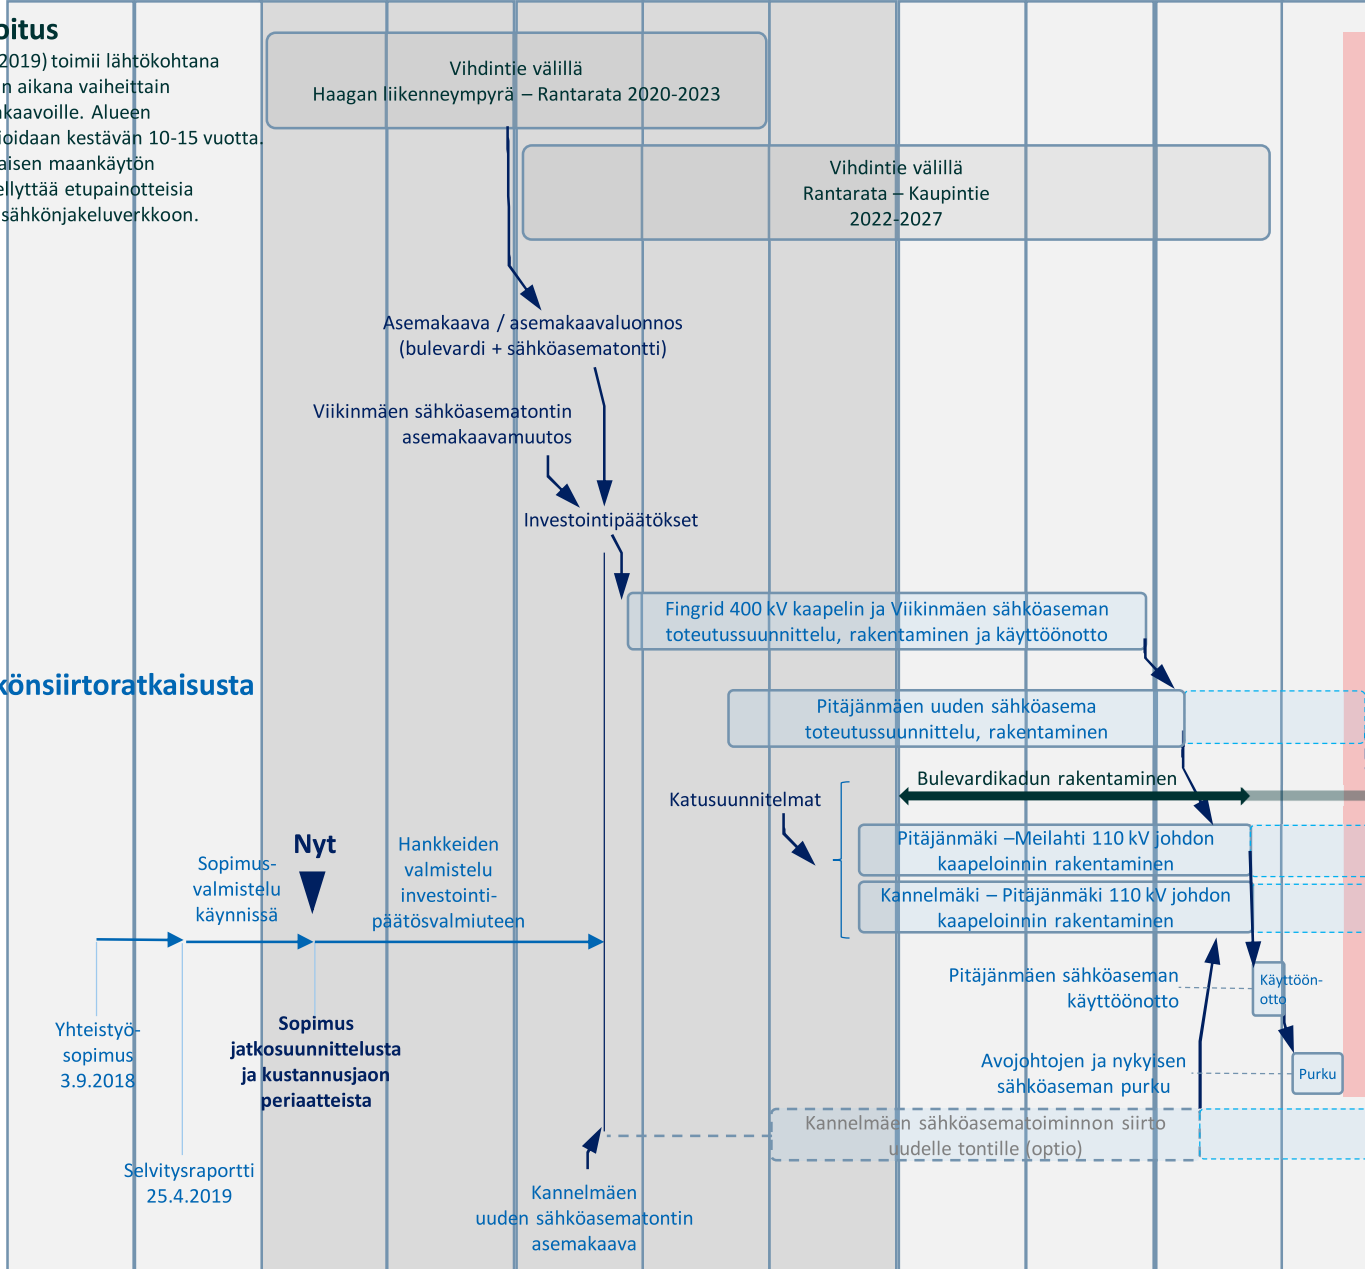 oitus
2019) toimii lähtökohtana
n aikana vaiheittain
kaavoille. Alueen
ioidaan kestävän 10-15 vuotta.
aisen maankäytön
ellyttää etupainotteisia
sähkönjakeluverkkoon.
Vihdintie välillä
Haagan liikenneympyrä – Rantarata 2020-2023
Vihdintie välillä
Rantarata – Kaupintie
2022-2027
Asemakaava / asemakaavaluonnos
(bulevardi + sähköasematontti)
Viikinmäen sähköasematontin
asemakaavamuutos
Investointipäätökset
Fingrid 400 kV kaapelin ja Viikinmäen sähköaseman
toteutussuunnittelu, rakentaminen ja käyttöönotto
könsiirtoratkaisusta
Pitäjänmäen uuden sähköasema
toteutussuunnittelu, rakentaminen
Bulevardikadun rakentaminen
Katusuunnitelmat
Pitäjänmäki –Meilahti 110 kV johdon
kaapeloinnin rakentaminen
Kannelmäki – Pitäjänmäki 110 kV johdon
kaapeloinnin rakentaminen
Nyt
Sopimus-
valmistelu
käynnissä
Hankkeiden
valmistelu
investointi-
päätösvalmiuteen
Pitäjänmäen sähköaseman
käyttöönotto
Käyttöön-
otto
Yhteistyö-
sopimus
3.9.2018
Sopimus
jatkosuunnittelusta
ja kustannusjaon
periaatteista
Avojohtojen ja nykyisen
sähköaseman purku
Purku
Kannelmäen sähköasematoiminnon siirto
uudelle tontille (optio)
Selvitysraportti
25.4.2019
Kannelmäen
uuden sähköasematontin
asemakaava